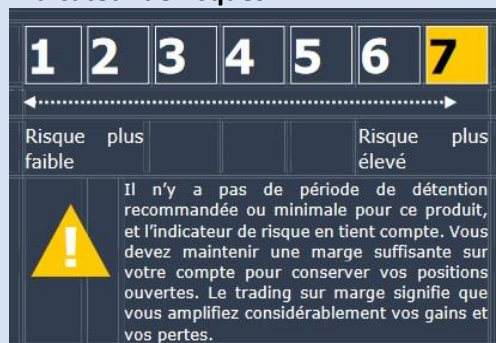 1 2 3 4 5 6 7
Risque plus faible
Risque plus élevé
!
Il n'y a pas de période de détention
recommandée ou minimale pour ce produit,
et l'indicateur de risque en tient compte. Vous
devez maintenir une marge suffisante sur
votre compte pour conserver vos positions
ouvertes. Le trading sur marge signifie que
vous amplifiez considérablement vos gains et
vos pertes.